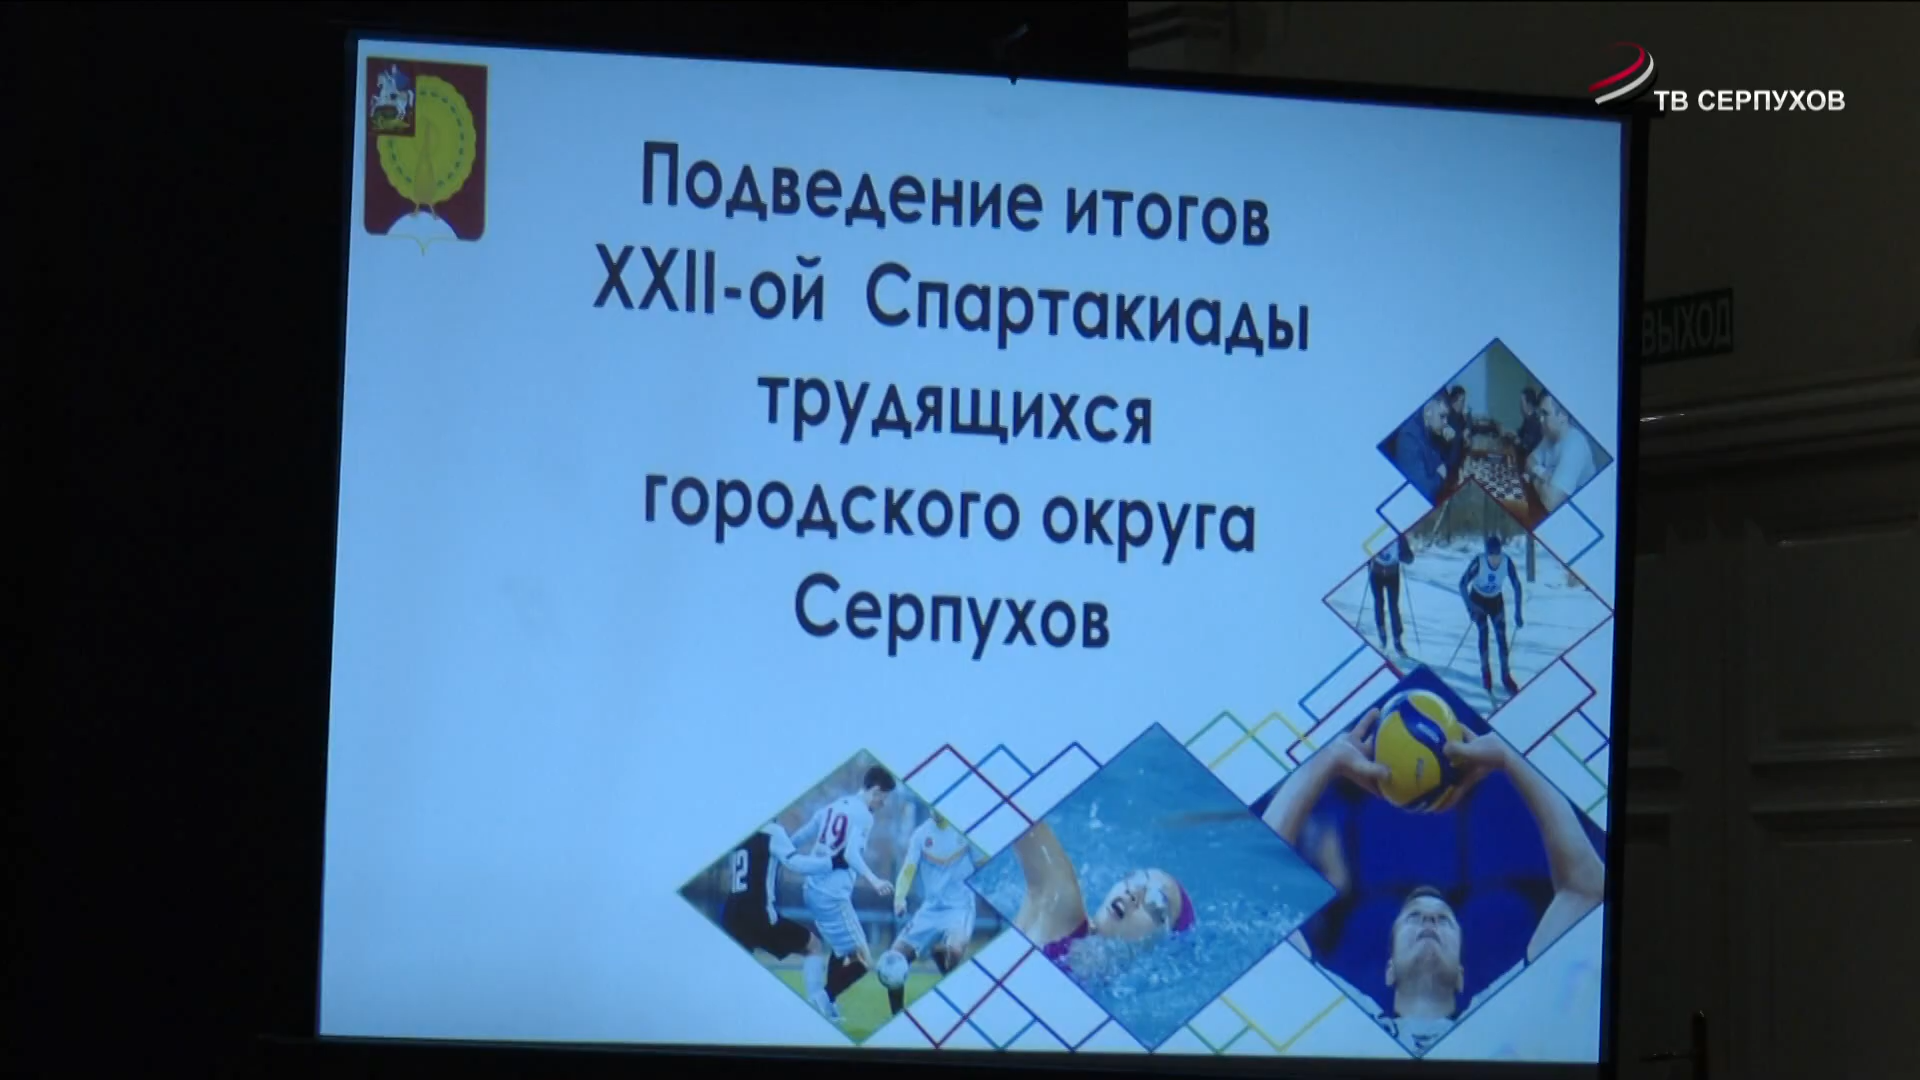 ТВ СЕРПУХОВ
Подведение итогов
XXII-ой Спартакиады
трудящихся
городского округа
Серпухов
ВЫХОД
19
12